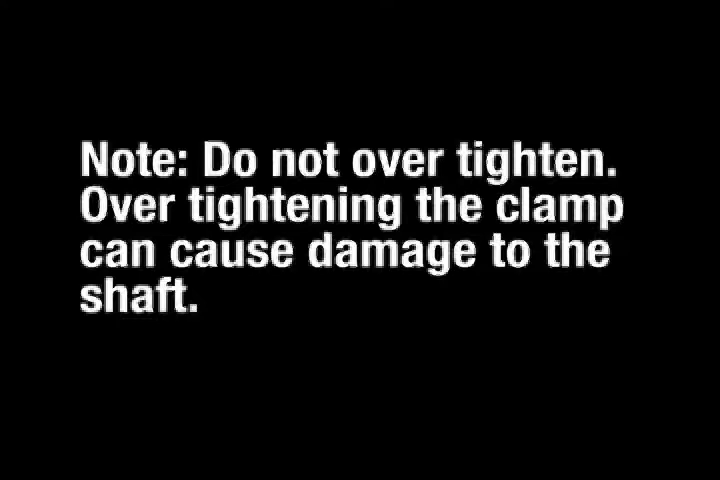 Note: Do not over tighten.
Over tightening the clamp
can cause damage to the
shaft.